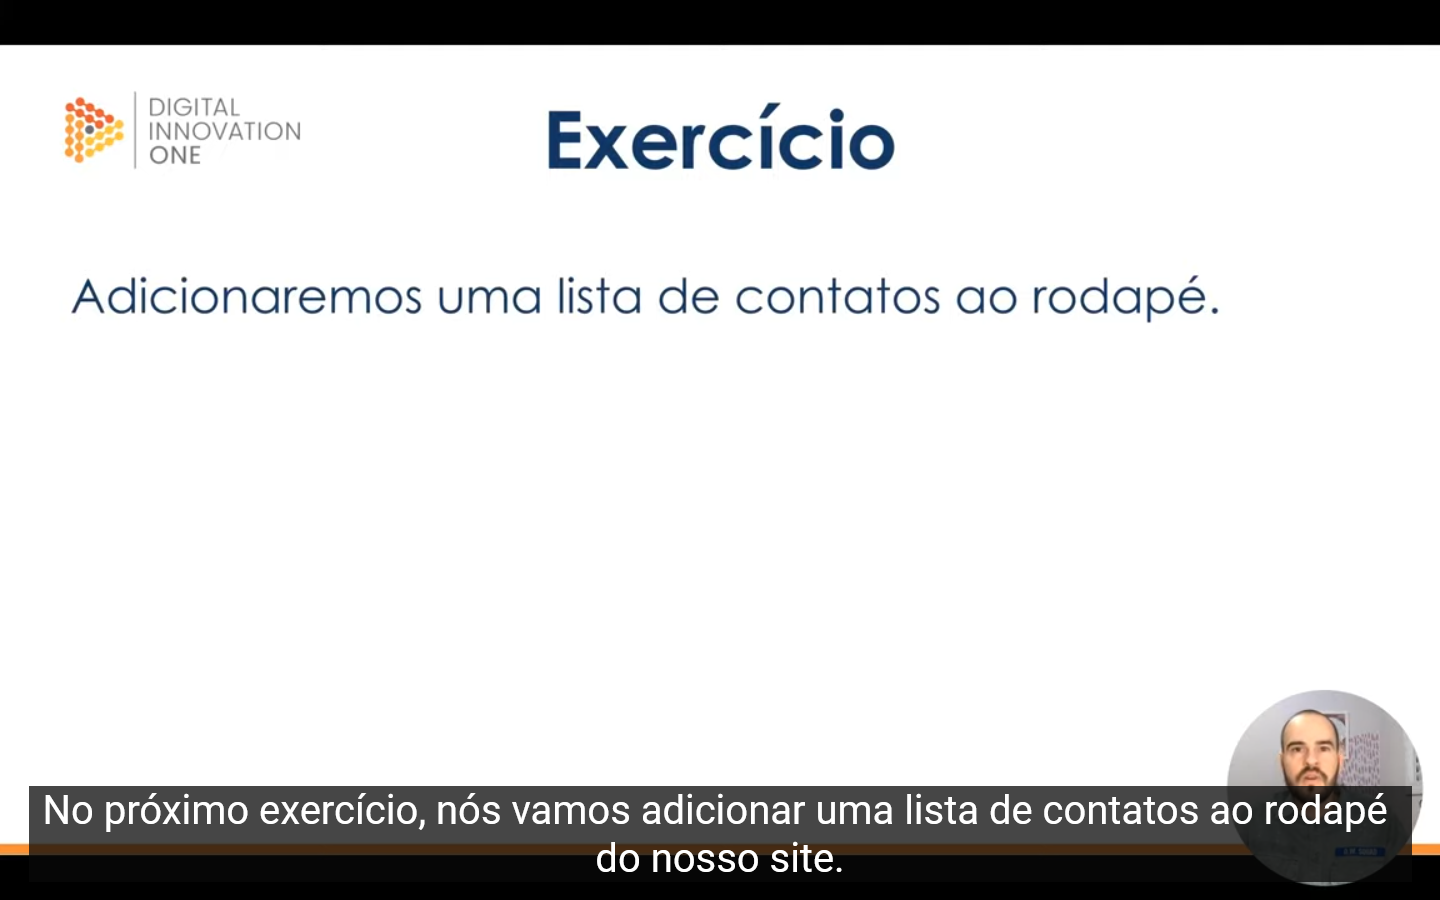 DIGITAL
INNOVATION
ONE
Exercício
Adicionaremos uma lista de contatos ao rodapé.
No próximo exercício, nós vamos adicionar uma lista de contatos ao rodapé
do nosso site.